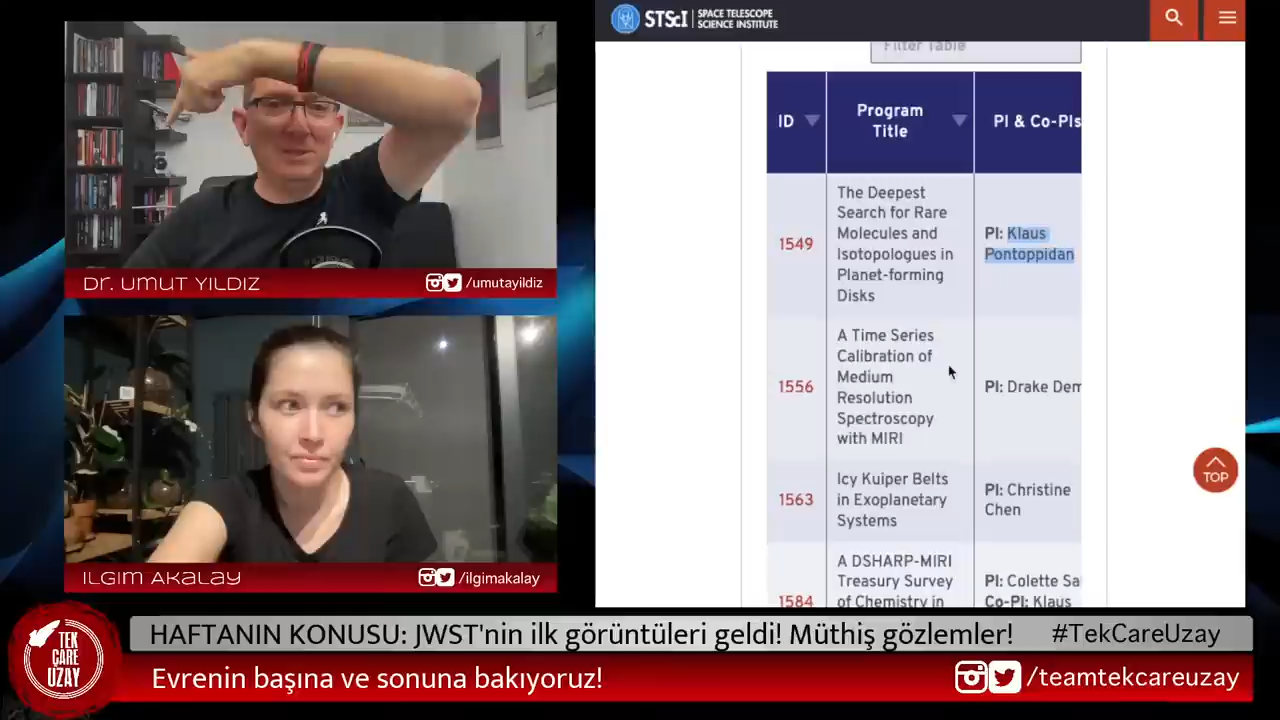 DR. UMUT YILDIZ
/umutayildiz
ILGIM AKALAY
/ilgimakalay
STScI | SPACE TELESCOPE
SCIENCE INSTITUTE
Filter Table
ID
Program
Title
PI & Co-PIs
1549
The Deepest
Search for Rare
Molecules and
Isotopologues in
Planet-forming
Disks
PI: Klaus
Pontoppidan
1556
A Time Series
Calibration of
Medium
Resolution
Spectroscopy
with MIRI
PI: Drake Dem
1563
Icy Kuiper Belts
in Exoplanetary
Systems
PI: Christine
Chen
1584
A DSHARP-MIRI
Treasury Survey
of Chemistry in
PI: Colette Sa
Co-PI: Klaus
TOP
TEK
ÇARE
UZAY
HAFTANIN KONUSU: JWST'nin ilk görüntüleri geldi! Müthiş gözlemler!
#TekCareUzay
Evrenin başına ve sonuna bakıyoruz!
/teamtekcareuzay